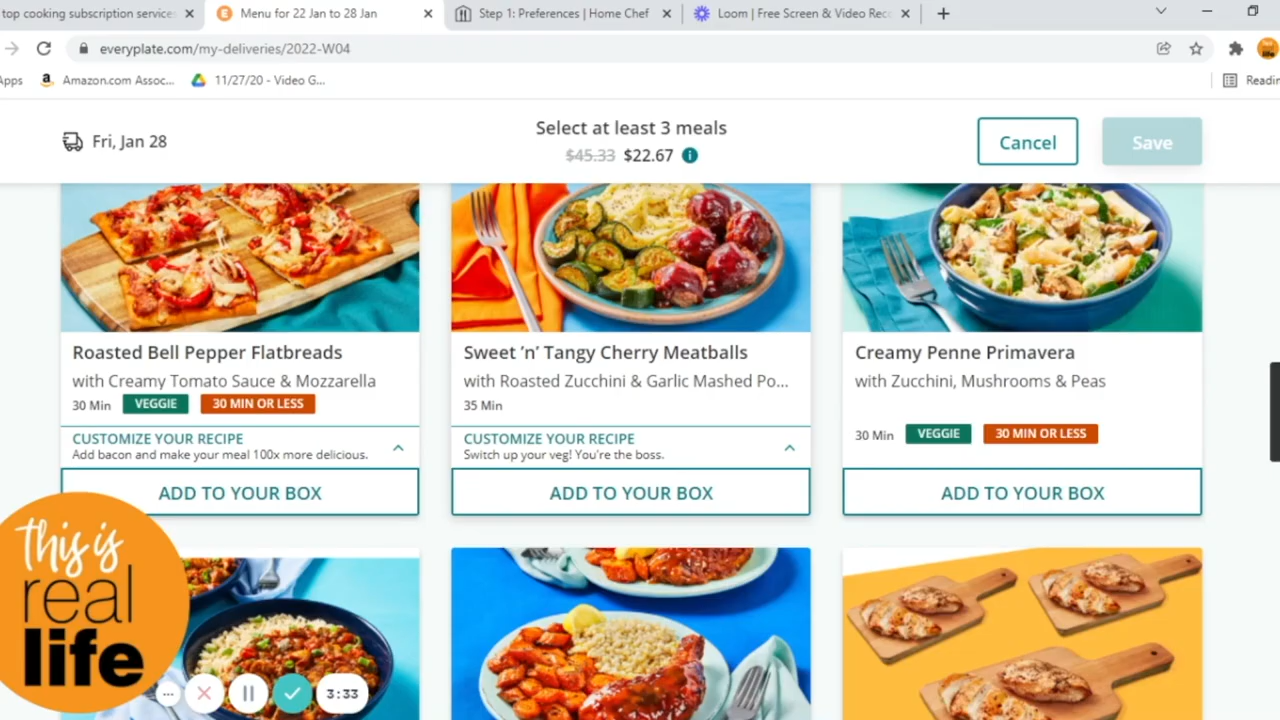 top cooking subscription services
Menu for 22 Jan to 28 Jan
Step 1: Preferences | Home Chef
Loom | Free Screen & Video Rec
everyplate.com/my-deliveries/2022-W04
Apps
Amazon.com Assoc...
11/27/20 - Video G...
Readin
Fri, Jan 28
Select at least 3 meals
$45.33 $22.67
Cancel
Save
Roasted Bell Pepper Flatbreads
with Creamy Tomato Sauce & Mozzarella
30 Min VEGGIE 30 MIN OR LESS
CUSTOMIZE YOUR RECIPE
Add bacon and make your meal 100x more delicious.
ADD TO YOUR BOX
Sweet 'n' Tangy Cherry Meatballs
with Roasted Zucchini & Garlic Mashed Po...
35 Min
CUSTOMIZE YOUR RECIPE
Switch up your veg! You're the boss.
ADD TO YOUR BOX
Creamy Penne Primavera
with Zucchini, Mushrooms & Peas
30 Min VEGGIE 30 MIN OR LESS
ADD TO YOUR BOX
this is
real
life
3:33